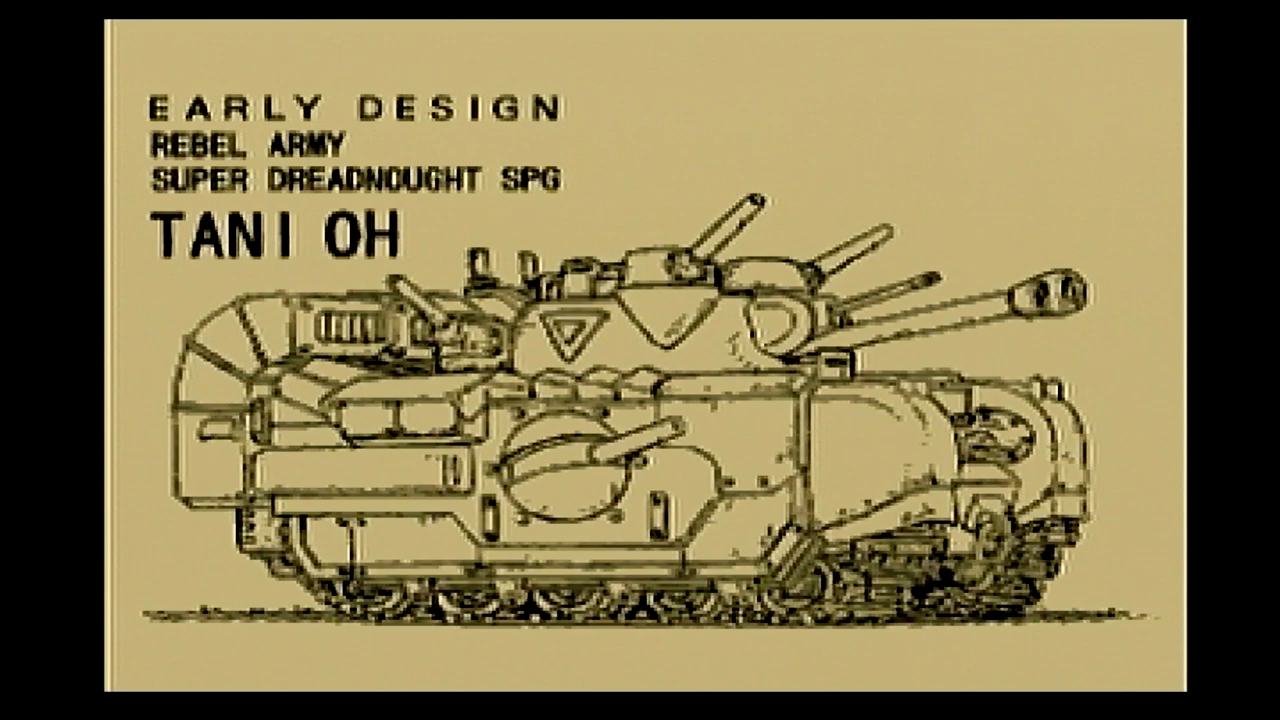 EARLY DESIGN
REBEL ARMY
SUPER DREADNOUGHT SPG
TANI OH